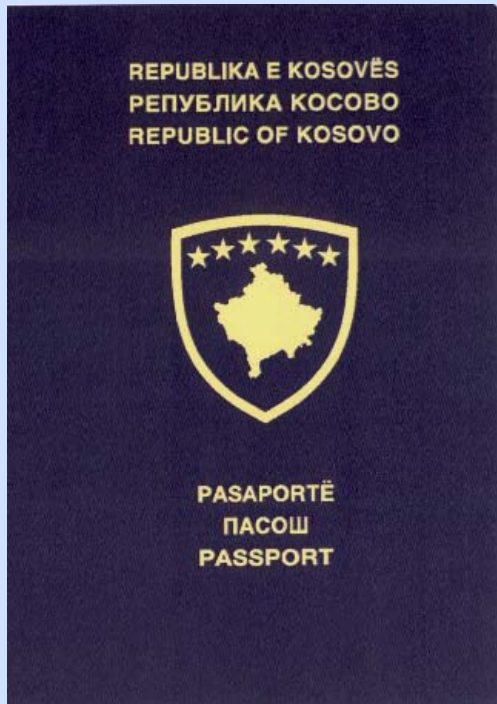 REPUBLIKA E KOSOVËS
РЕПУБЛИКА КОСОВО
REPUBLIC OF KOSOVO
PASAPORTË
ПАСОШ
PASSPORT